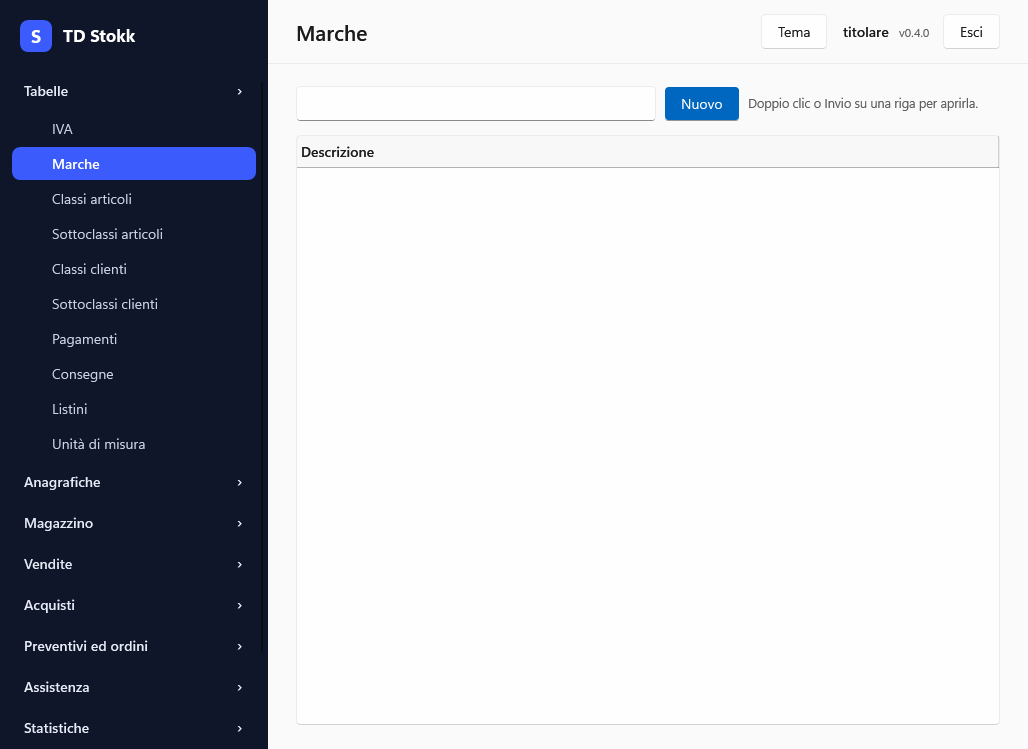 S TD Stokk
Tabelle
IVA
Marche
Classi articoli
Sottoclassi articoli
Classi clienti
Sottoclassi clienti
Pagamenti
Consegne
Listini
Unità di misura
Anagrafiche
Magazzino
Vendite
Acquisti
Preventivi ed ordini
Assistenza
Statistiche
Marche
Tema titolare v0.4.0 Esci
Nuovo Doppio clic o Invio su una riga per aprirla.
Descrizione